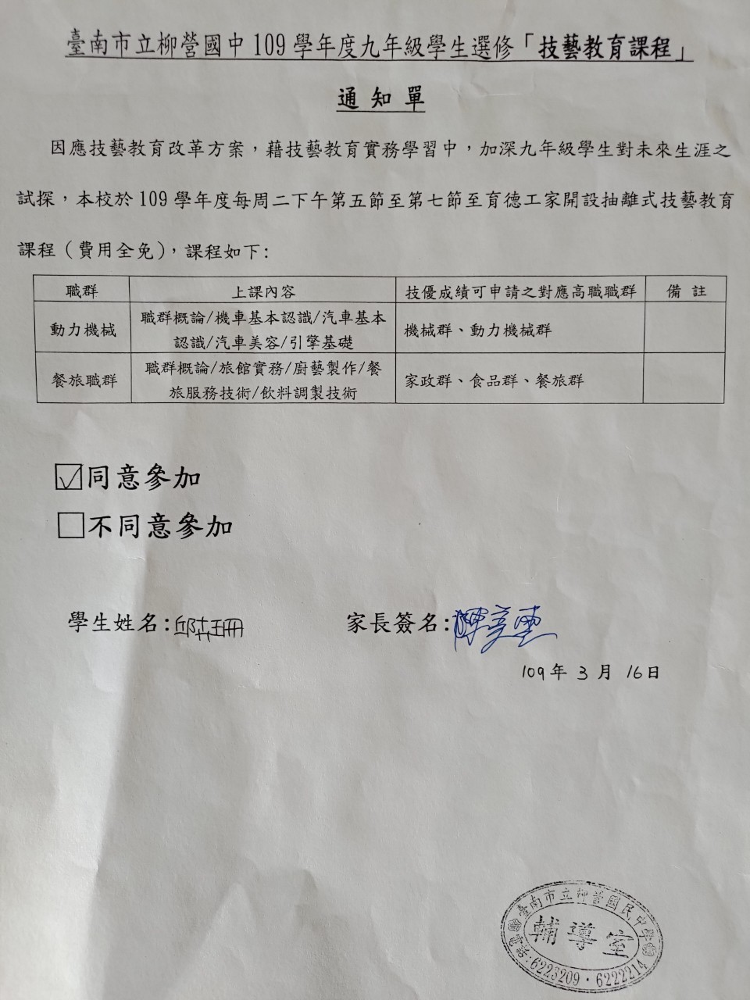 臺南市立柳營國中 109 學年度九年級學生選修「技藝教育課程」
通 知 單
因應技藝教育改革方案，藉技藝教育實務學習中，加深九年級學生對未來生涯之
試探，本校於 109 學年度每周二下午第五節至第七節至育德工家開設抽離式技藝教育
課程（費用全免），課程如下：
職群 上課內容 技優成績可申請之對應高職職群 備 註
動力機械 職群概論/機車基本認識/汽車基本
認識/汽車美容/引擎基礎 機械群、動力機械群
餐旅職群 職群概論/旅館實務/廚藝製作/餐
旅服務技術/飲料調製技術 家政群、食品群、餐旅群
☑同意參加
□不同意參加
學生姓名：邱 珊 家長簽名：陳 雲
109年 3 月 16日
臺南市立柳營國民中學
輔導室
電話：6223209・6222214